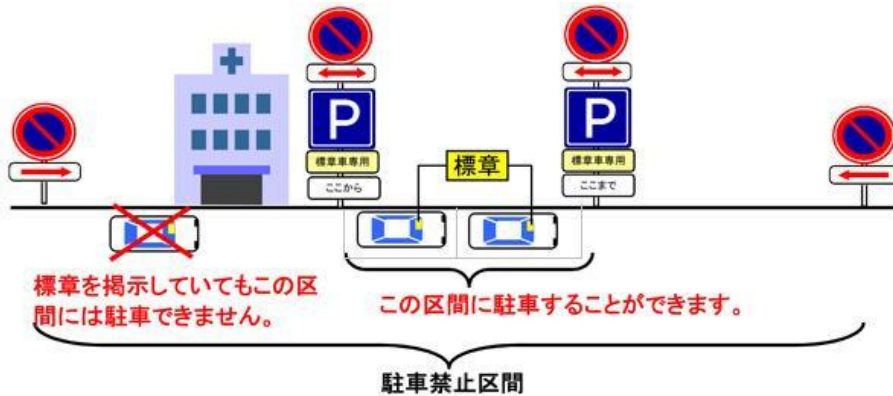 P
標章車専用
ここから
標章
P
標章車専用
ここまで
標章を掲示していてもこの区
間には駐車できません。
この区間に駐車することができます。
駐車禁止区間